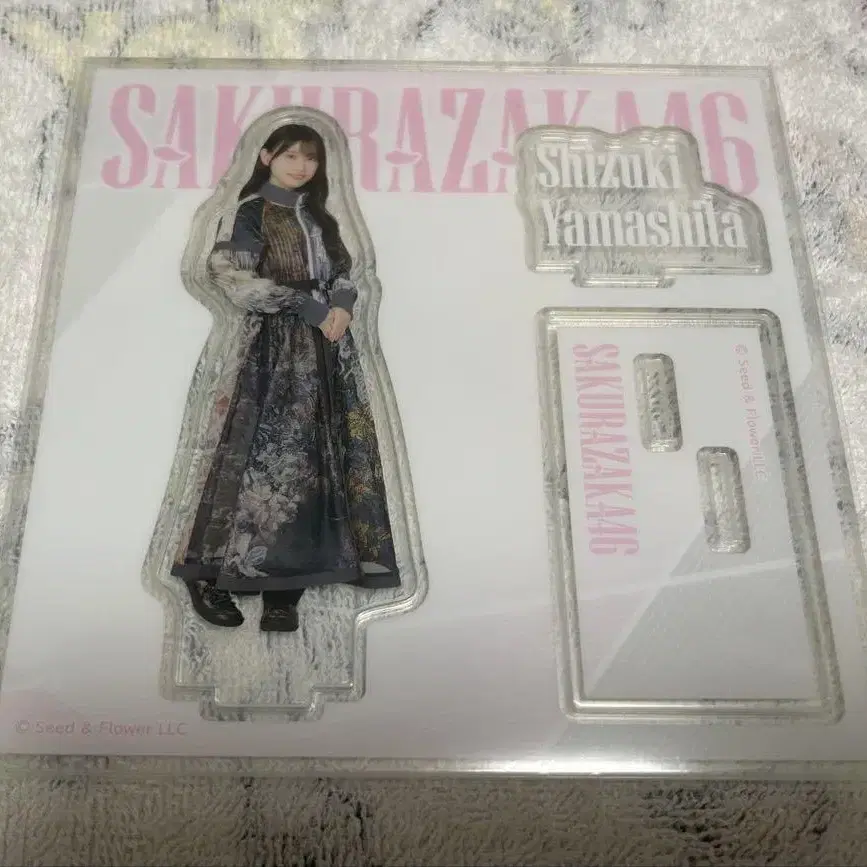 SAKURAZAKA46
Shizuki
Yamashita
SAKURAZAKA46
© Seed & Flower LLC
© Seed & Flower LLC